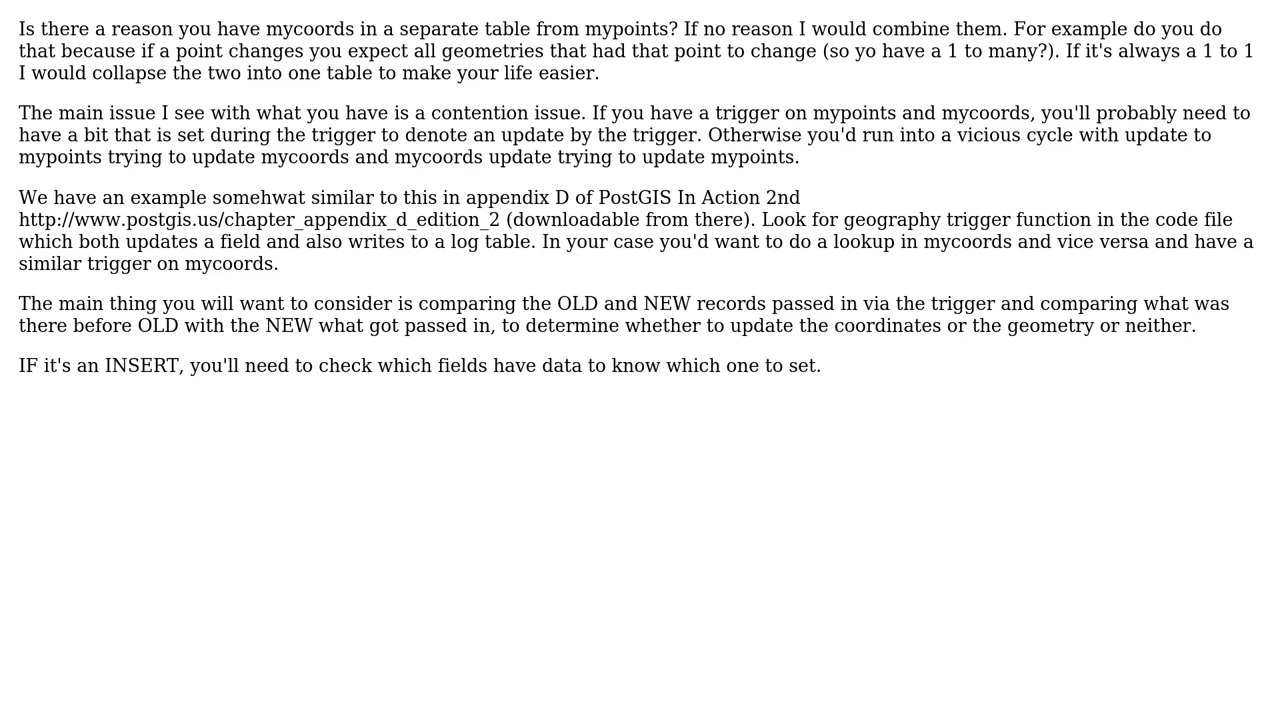 Is there a reason you have mycoords in a separate table from mypoints? If no reason I would combine them. For example do you do
that because if a point changes you expect all geometries that had that point to change (so yo have a 1 to many?). If it's always a 1 to 1
I would collapse the two into one table to make your life easier.
The main issue I see with what you have is a contention issue. If you have a trigger on mypoints and mycoords, you'll probably need to
have a bit that is set during the trigger to denote an update by the trigger. Otherwise you'd run into a vicious cycle with update to
mypoints trying to update mycoords and mycoords update trying to update mypoints.
We have an example somehwat similar to this in appendix D of PostGIS In Action 2nd
http://www.postgis.us/chapter_appendix_d_edition_2 (downloadable from there). Look for geography trigger function in the code file
which both updates a field and also writes to a log table. In your case you'd want to do a lookup in mycoords and vice versa and have a
similar trigger on mycoords.
The main thing you will want to consider is comparing the OLD and NEW records passed in via the trigger and comparing what was
there before OLD with the NEW what got passed in, to determine whether to update the coordinates or the geometry or neither.
IF it's an INSERT, you'll need to check which fields have data to know which one to set.